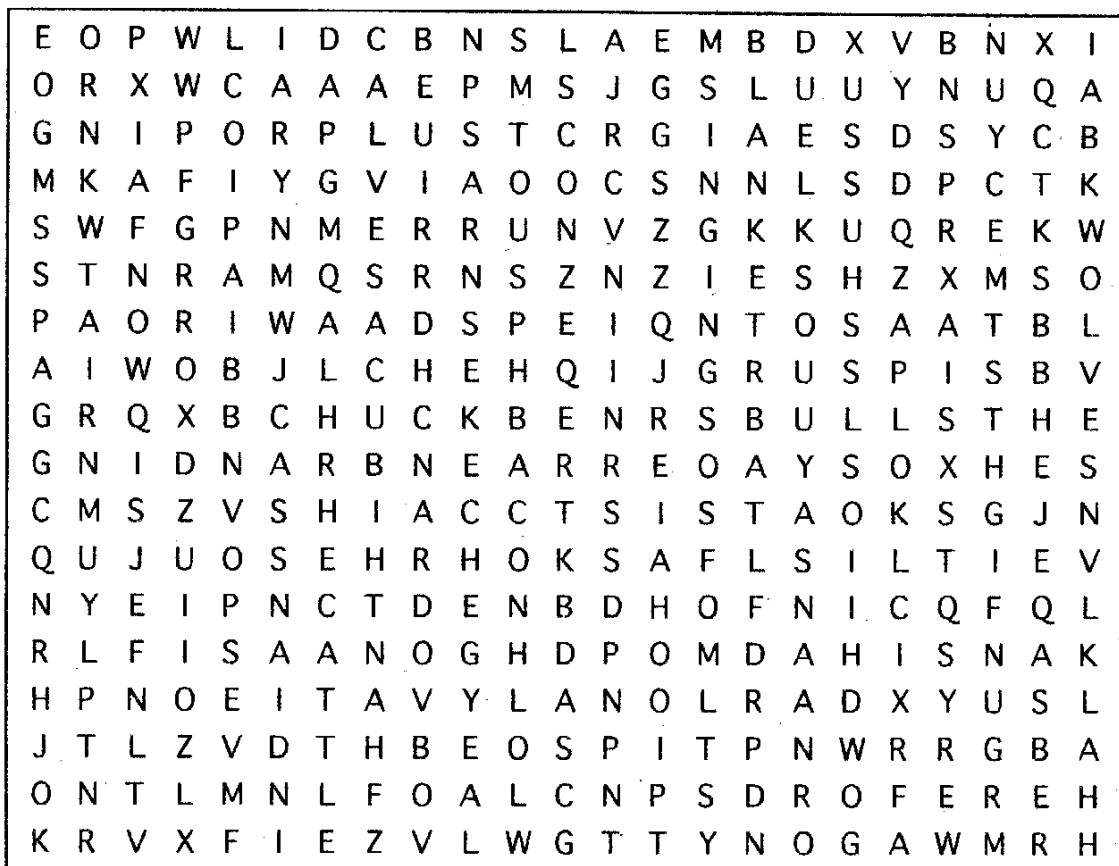 E O P W L I D C B N S L A E M B D X V B N X I
O R X W C A A A E P M S J G S L U U Y N U Q A
G N I P O R P L U S T C R G I A E S D S Y C B
M K A F I Y G V I A O O C S N N L S D P C T K
S W F G P N M E R R U N V Z G K K U Q R E K W
S T N R A M Q S R N S Z N Z I E S H Z X M S O
P A O R I W A A D S P E I Q N T O S A A T B L
A I W O B J L C H E H Q I J G R U S P I S B V
G R Q X B C H U C K B E N R S B U L L S T H E
G N I D N A R B N E A R R E O A Y S O X H E S
C M S Z V S H I A C C T S I S T A O K S G J N
Q U J U O S E H R H O K S A F L S I L T I E V
N Y E I P N C T D E N B D H O F N I C Q F Q L
R L F I S A A N O G H D P O M D A H I S N A K
H P N O E I T A V Y L A N O L R A D X Y U S L
J T L Z V D T H B E O S P I T P N W R R G B A
O N T L M N L F O A L C N P S D R O F E R E H
K R V X F I E Z V L W G T T Y N O G A W M R H